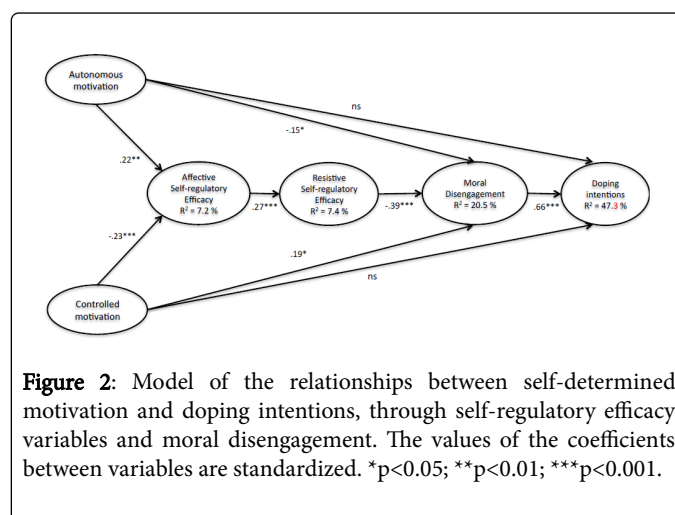 Autonomous
motivation
ns
-.15*
.22**
Affective
Self-regulatory
Efficacy
R² = 7.2 %
.27***
Resistive
Self-regulatory
Efficacy
R² = 7.4 %
-.39***
Moral
Disengagement
R² = 20.5 %
.66***
Doping
intentions
R² = 47.3 %
-.23***
.19*
ns
Controlled
motivation
Figure 2: Model of the relationships between self-determined
motivation and doping intentions, through self-regulatory efficacy
variables and moral disengagement. The values of the coefficients
between variables are standardized. *p<0.05; **p<0.01; ***p<0.001.